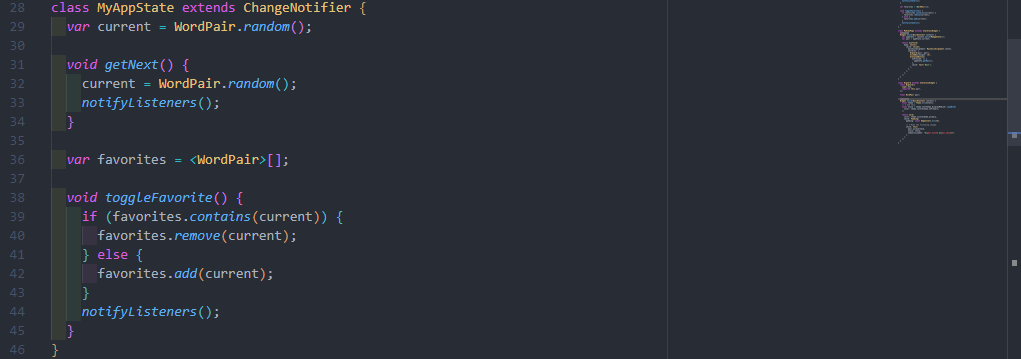 28 class MyAppState extends ChangeNotifier {
29   var current = WordPair.random();
30
31   void getNext() {
32     current = WordPair.random();
33     notifyListeners();
34   }
35
36   var favorites = <WordPair>[];
37
38   void toggleFavorite() {
39     if (favorites.contains(current)) {
40       favorites.remove(current);
41     } else {
42       favorites.add(current);
43     }
44     notifyListeners();
45   }
46 }